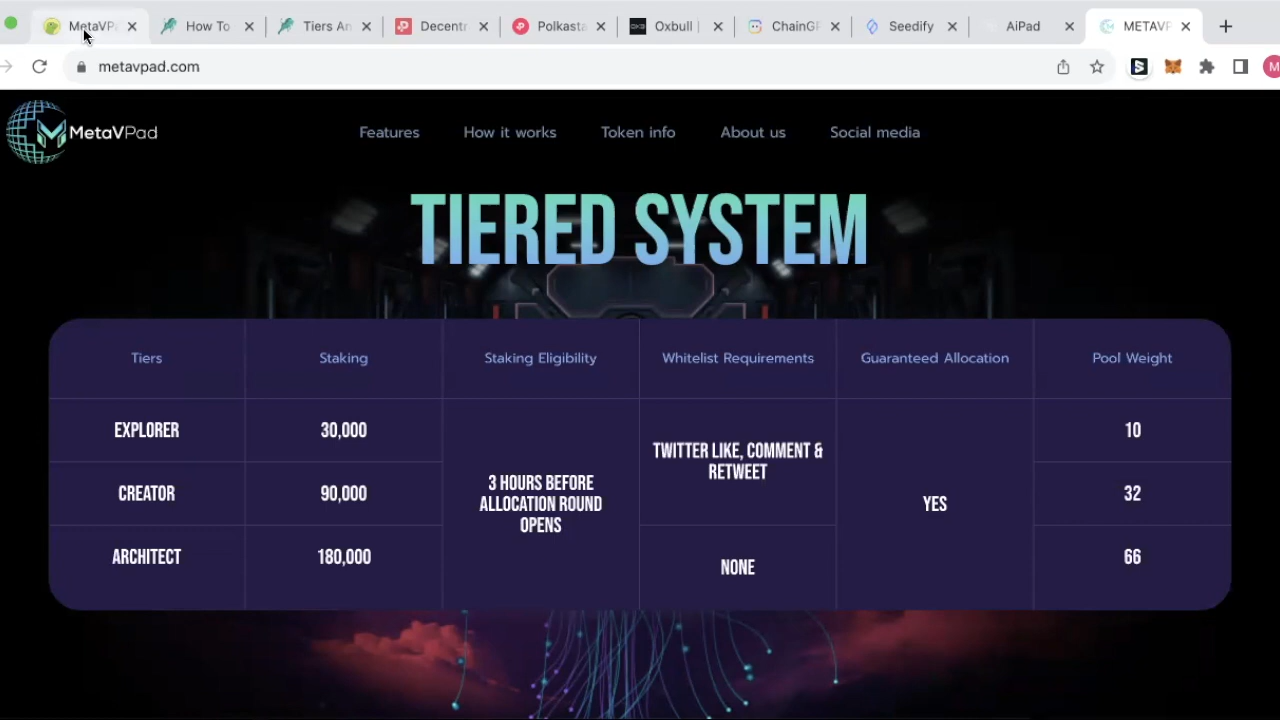 MetaVPa
How To
Tiers An
Decentr
Polkasta
Oxbull |
ChainGP
Seedify
AiPad
METAVP
metavpad.com
M
MetaVPad
Features
How it works
Token info
About us
Social media
TIERED SYSTEM
Tiers
Staking
Staking Eligibility
Whitelist Requirements
Guaranteed Allocation
Pool Weight
EXPLORER
30,000
3 HOURS BEFORE
ALLOCATION ROUND
OPENS
TWITTER LIKE, COMMENT &
RETWEET
YES
10
CREATOR
90,000
32
ARCHITECT
180,000
NONE
66